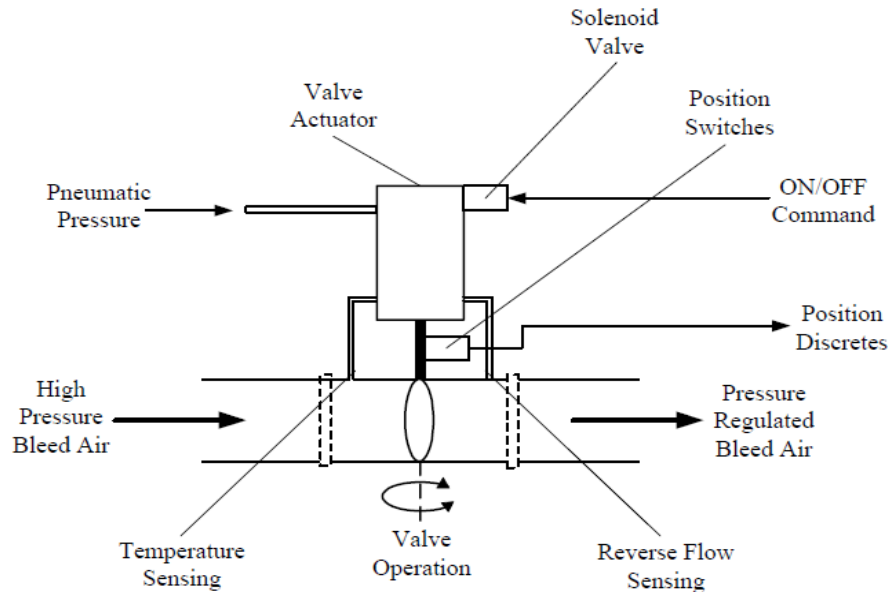 Solenoid
Valve
Valve
Actuator
Position
Switches
Pneumatic
Pressure
ON/OFF
Command
Position
Discretes
High
Pressure
Bleed Air
Pressure
Regulated
Bleed Air
Temperature
Sensing
Valve
Operation
Reverse Flow
Sensing